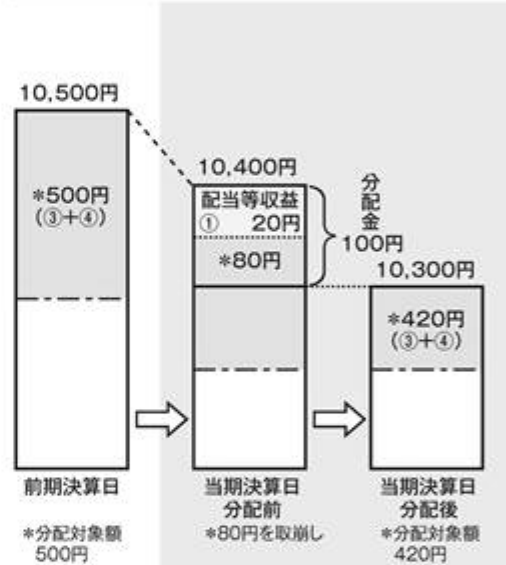 10,500円
*500円
(③+④)
前期決算日
*分配対象額
500円
10,400円
配当等収益
① 20円
*80円
分配金
100円
当期決算日
分配前
*80円を取崩し
10,300円
*420円
(③+④)
当期決算日
分配後
*分配対象額
420円